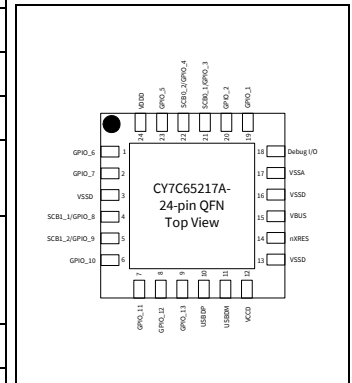 VDDD
GPIO_5
SCB0_2/GPIO_4
SCB0_1/GPIO_3
GPIO_2
GPIO_1
24
23
22
21
20
19
GPIO_6 1
GPIO_7 2
VSSD 3
SCB1_1/GPIO_8 4
SCB1_2/GPIO_9 5
GPIO_10 6
CY7C65217A-
24-pin QFN
Top View
18 Debug I/O
17 VSSA
16 VSSD
15 VBUS
14 nXRES
13 VSSD
7
8
9
10
11
12
GPIO_11
GPIO_12
GPIO_13
USBDP
USBDM
VCCD